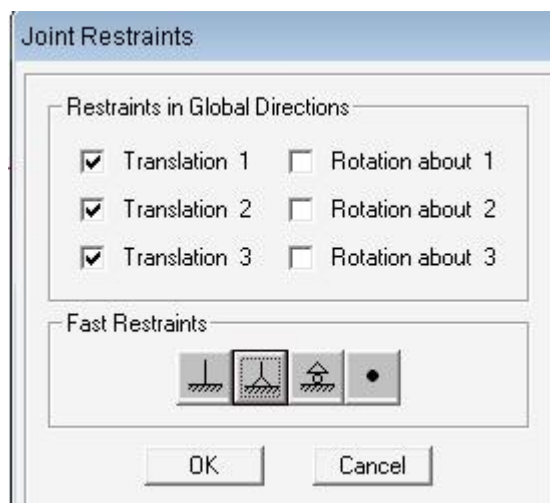 Joint Restraints
Restraints in Global Directions
Translation 1 Rotation about 1
Translation 2 Rotation about 2
Translation 3 Rotation about 3
Fast Restraints
OK Cancel